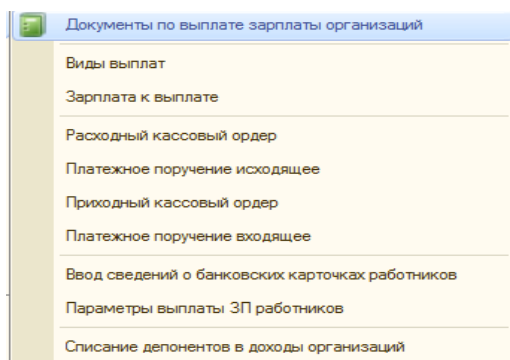 Документы по выплате зарплаты организаций
Виды выплат
Зарплата к выплате
Расходный кассовый ордер
Платежное поручение исходящее
Приходный кассовый ордер
Платежное поручение входящее
Ввод сведений о банковских карточках работников
Параметры выплаты ЗП работников
Списание депонентов в доходы организаций